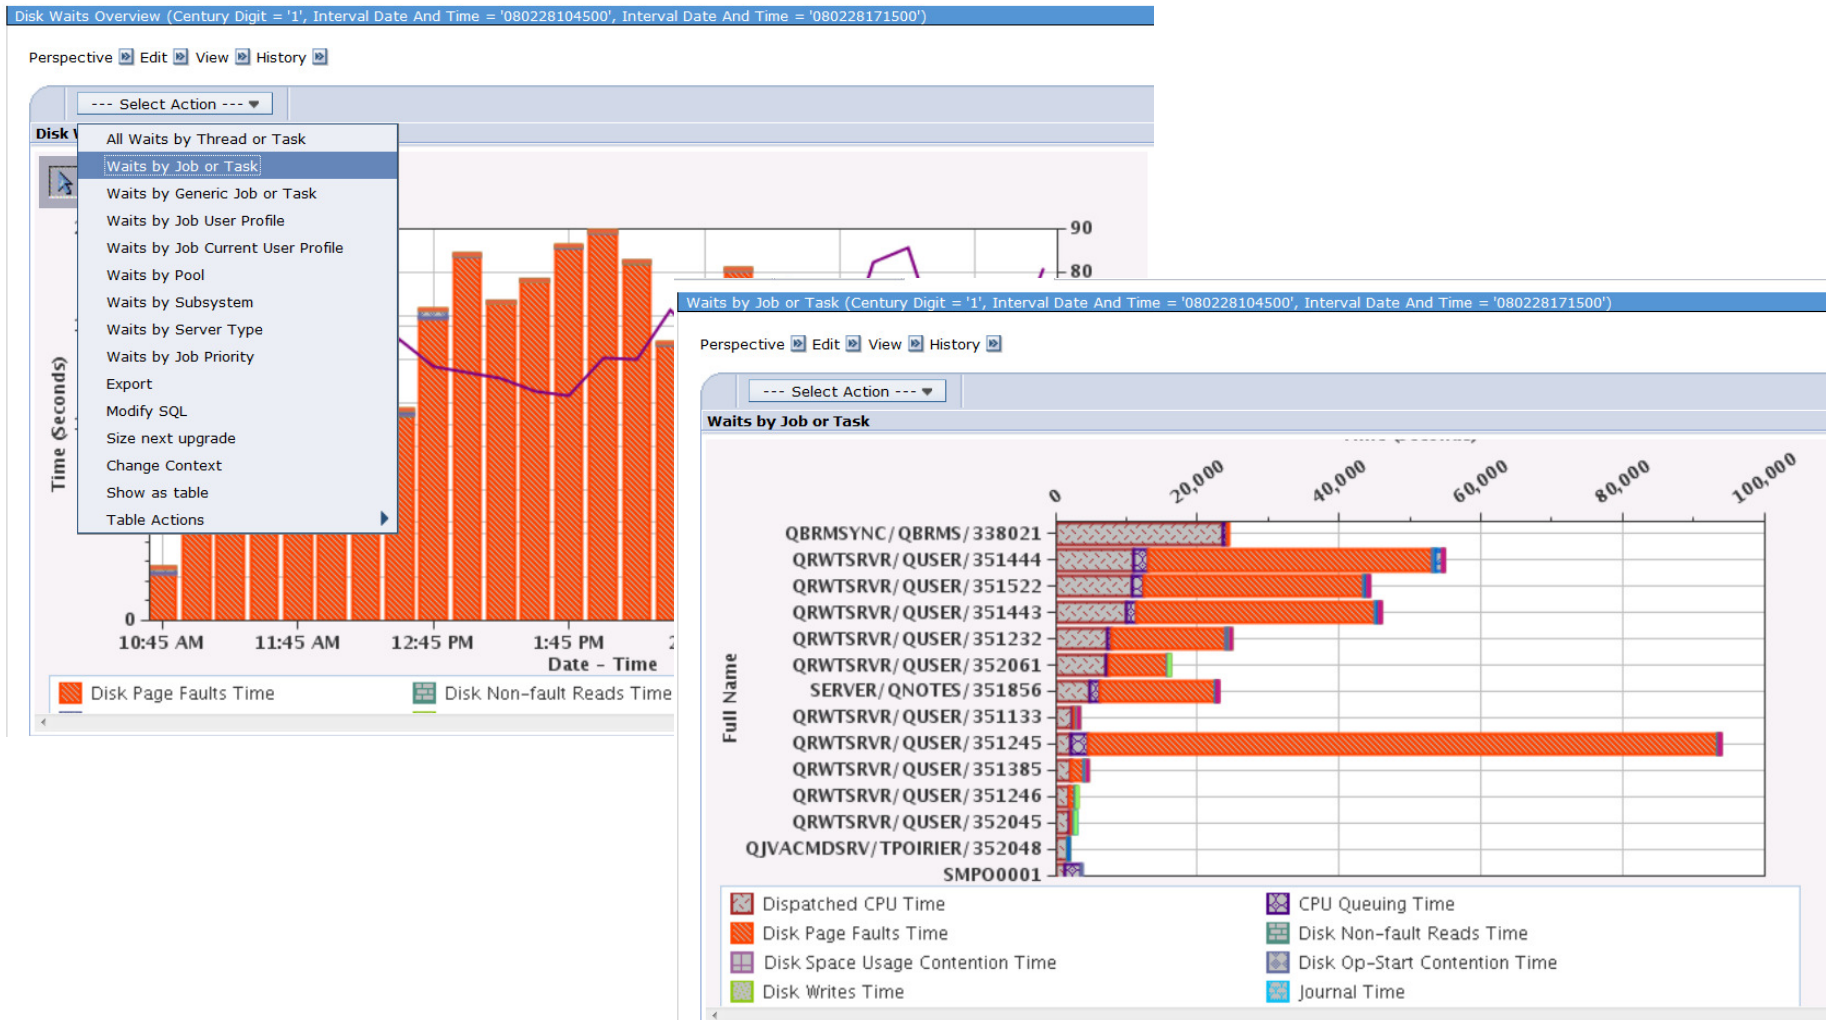 Disk Waits Overview (Century Digit = '1', Interval Date And Time = '080228104500', Interval Date And Time = '080228171500')
Perspective Edit View History
--- Select Action ---
Disk
All Waits by Thread or Task
Waits by Job or Task
Waits by Generic Job or Task
Waits by Job User Profile
Waits by Job Current User Profile
Waits by Pool
Waits by Subsystem
Waits by Server Type
Waits by Job Priority
Export
Modify SQL
Size next upgrade
Change Context
Show as table
Table Actions
90
80
Time (Seconds)
0
10:45 AM 11:45 AM 12:45 PM 1:45 PM 2
Date - Time
Disk Page Faults Time Disk Non-fault Reads Time
Waits by Job or Task (Century Digit = '1', Interval Date And Time = '080228104500', Interval Date And Time = '080228171500')
Perspective Edit View History
--- Select Action ---
Waits by Job or Task
0 20,000 40,000 60,000 80,000 100,000
Full Name
QBRMSYNC/QBRMS/338021
QRWTSRVR/QUSER/351444
QRWTSRVR/QUSER/351522
QRWTSRVR/QUSER/351443
QRWTSRVR/QUSER/351232
QRWTSRVR/QUSER/352061
SERVER/QNOTES/351856
QRWTSRVR/QUSER/351133
QRWTSRVR/QUSER/351245
QRWTSRVR/QUSER/351385
QRWTSRVR/QUSER/351246
QRWTSRVR/QUSER/352045
QJVACMDSRV/TPOIRIER/352048
SMPO0001
Dispatched CPU Time CPU Queuing Time
Disk Page Faults Time Disk Non-fault Reads Time
Disk Space Usage Contention Time Disk Op-Start Contention Time
Disk Writes Time Journal Time